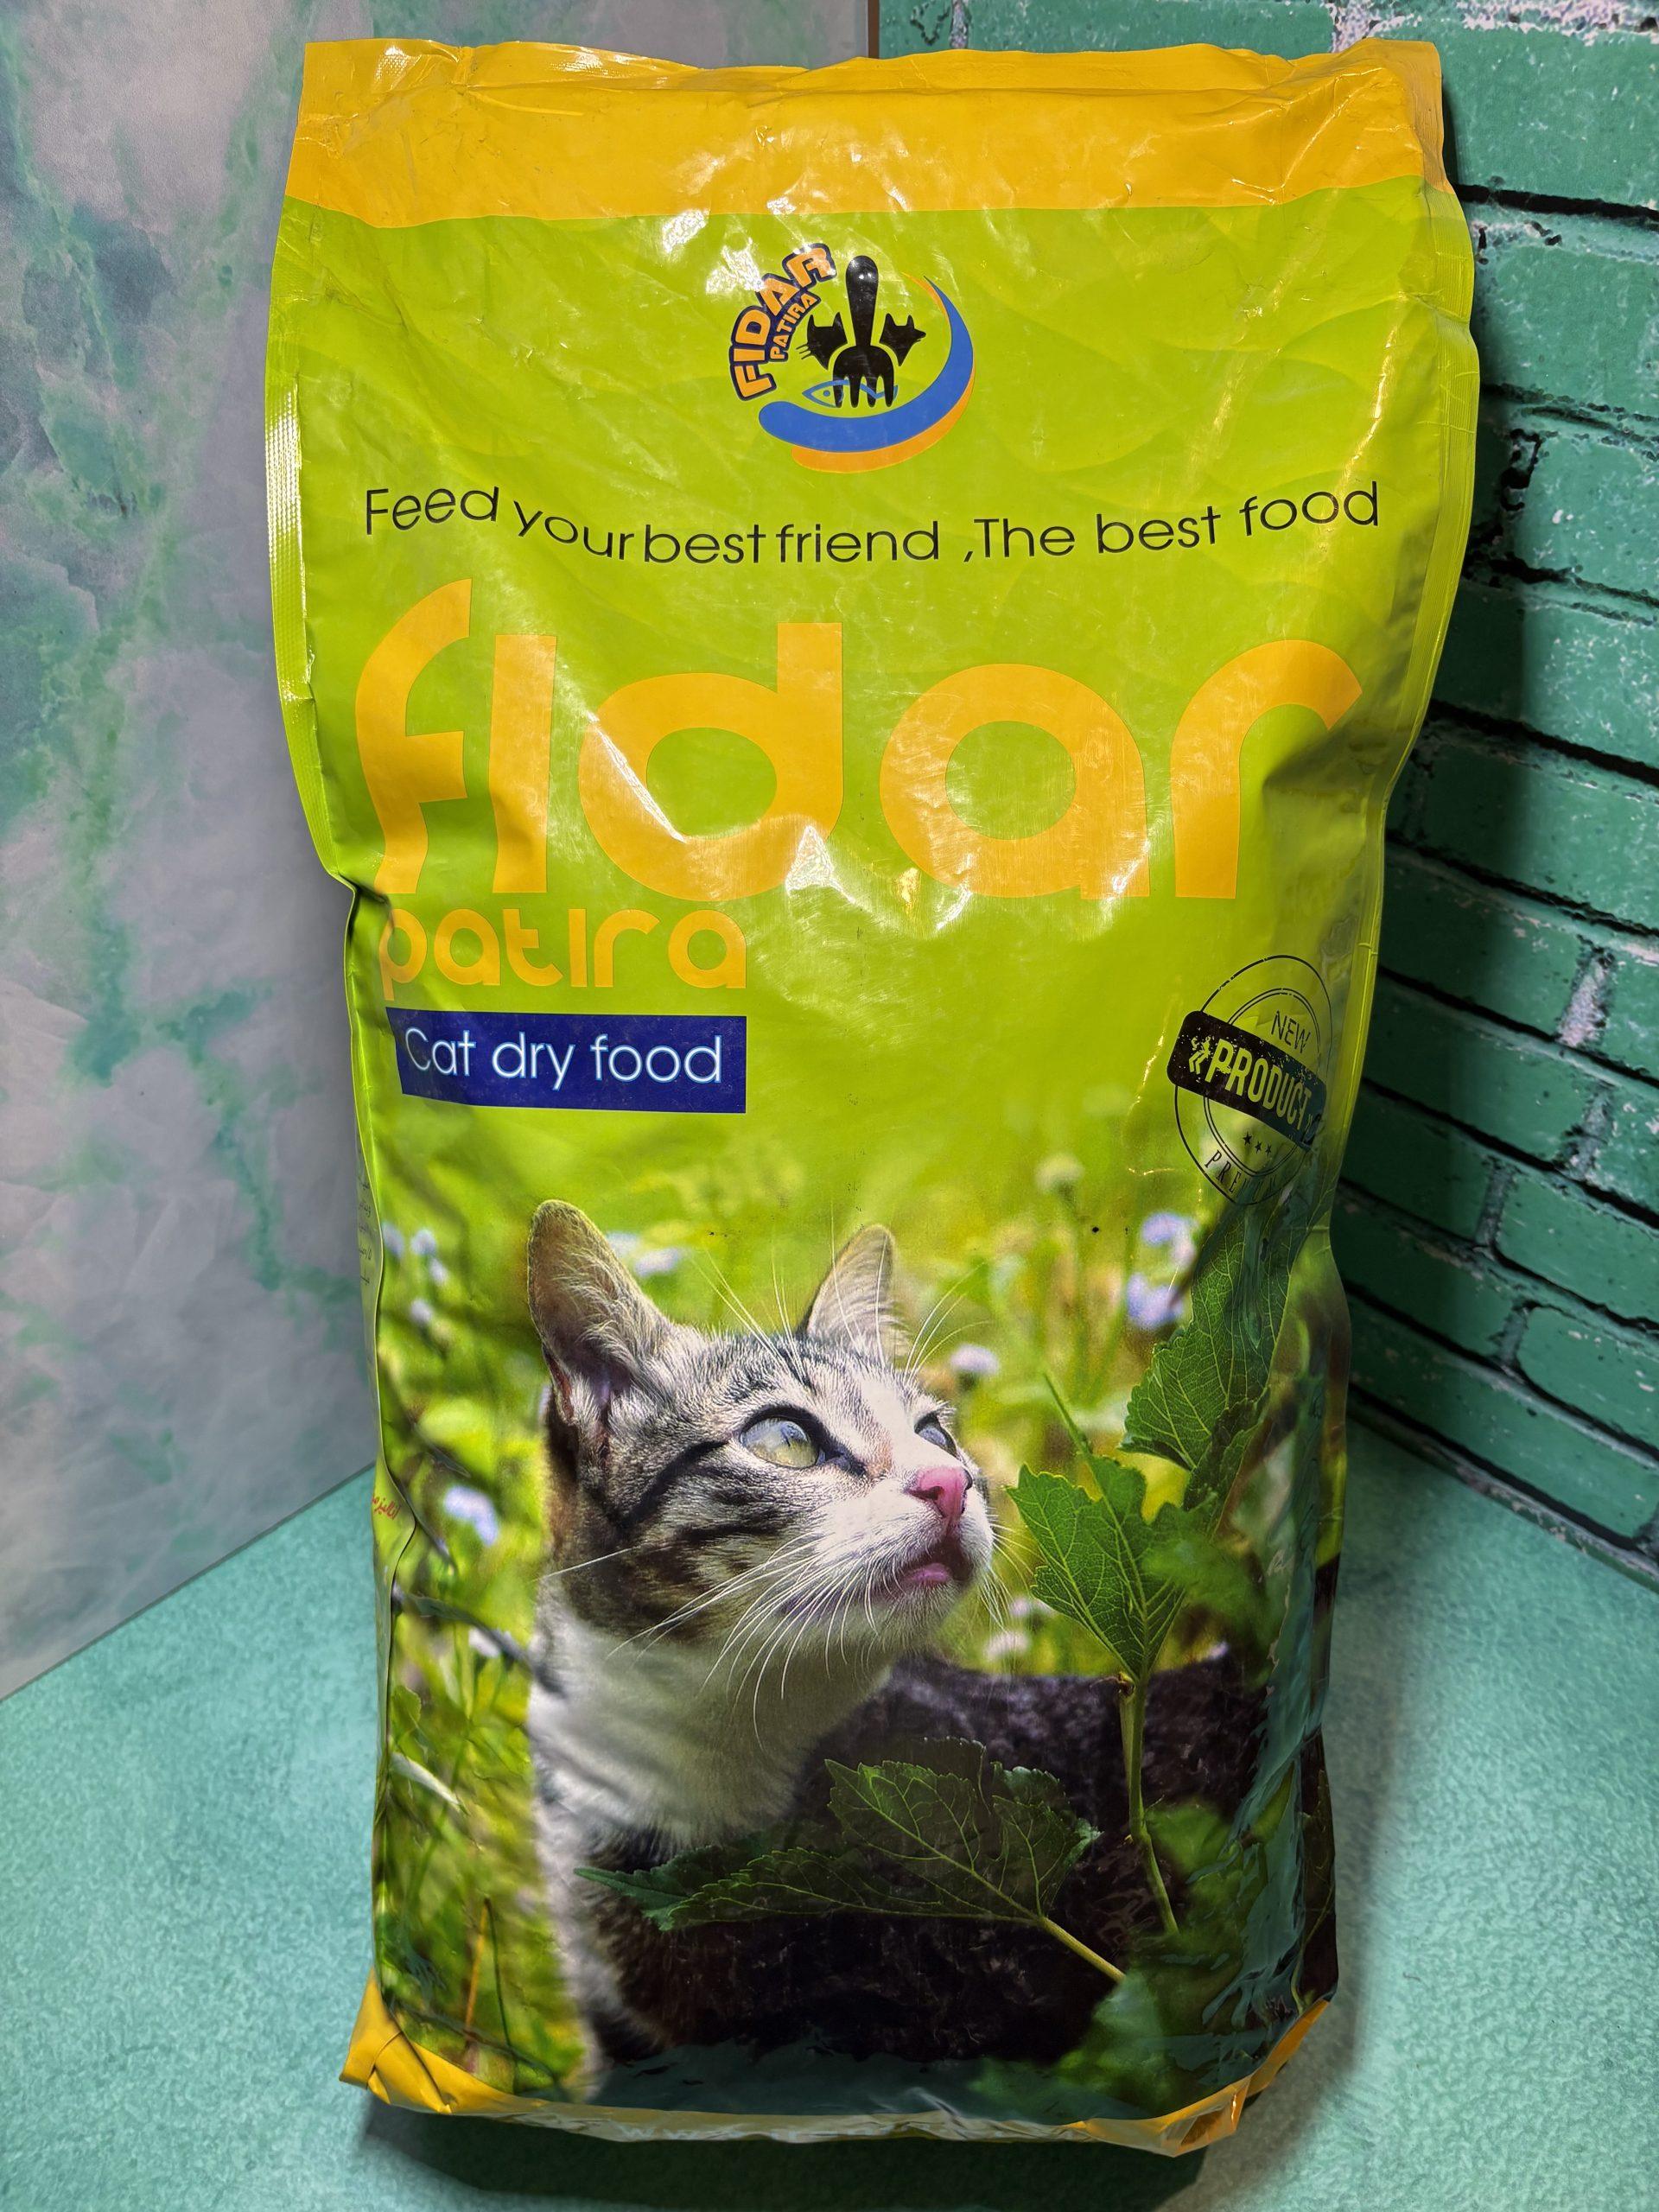 FIDAR
PATIRA
Feed your best friend ,The best food
fidar
patira
Cat dry food
NEW
PRODUCT